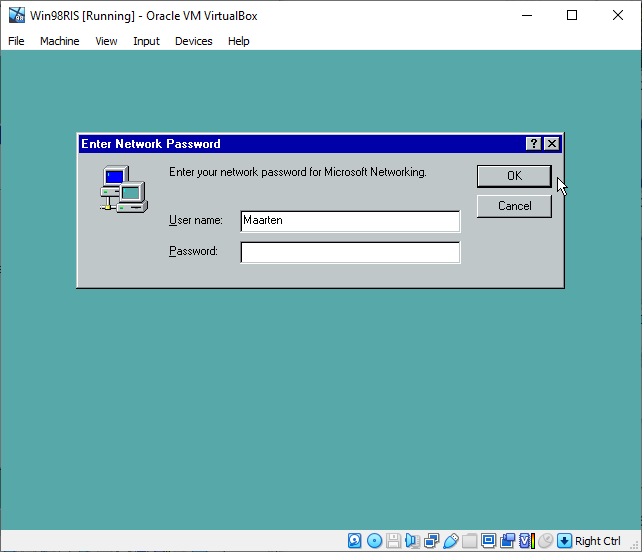 Win98RIS [Running] - Oracle VM VirtualBox
File Machine View Input Devices Help
Enter Network Password
Enter your network password for Microsoft Networking.
OK
Cancel
User name: Maarten
Password:
Right Ctrl